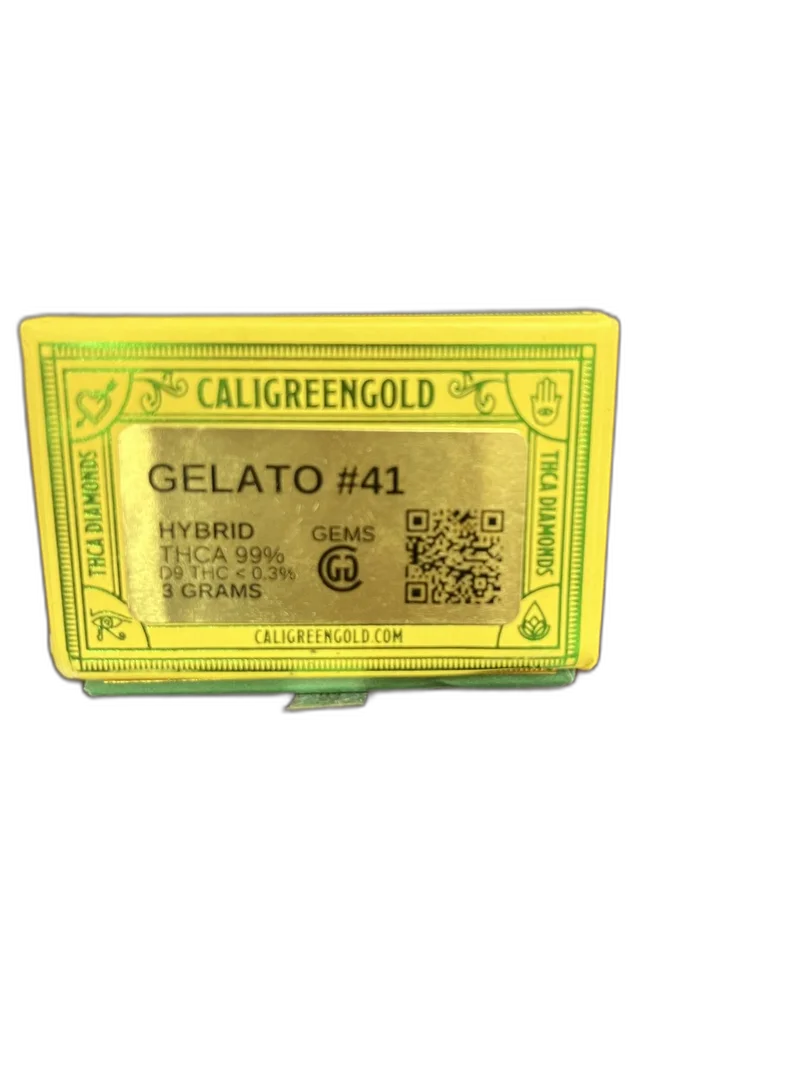 CALIGREENGOLD
THCA DIAMONDS
GELATO #41
HYBRID
THCA 99%
D9 THC < 0.3%
3 GRAMS
GEMS
THCA DIAMONDS
CALIGREENGOLD.COM